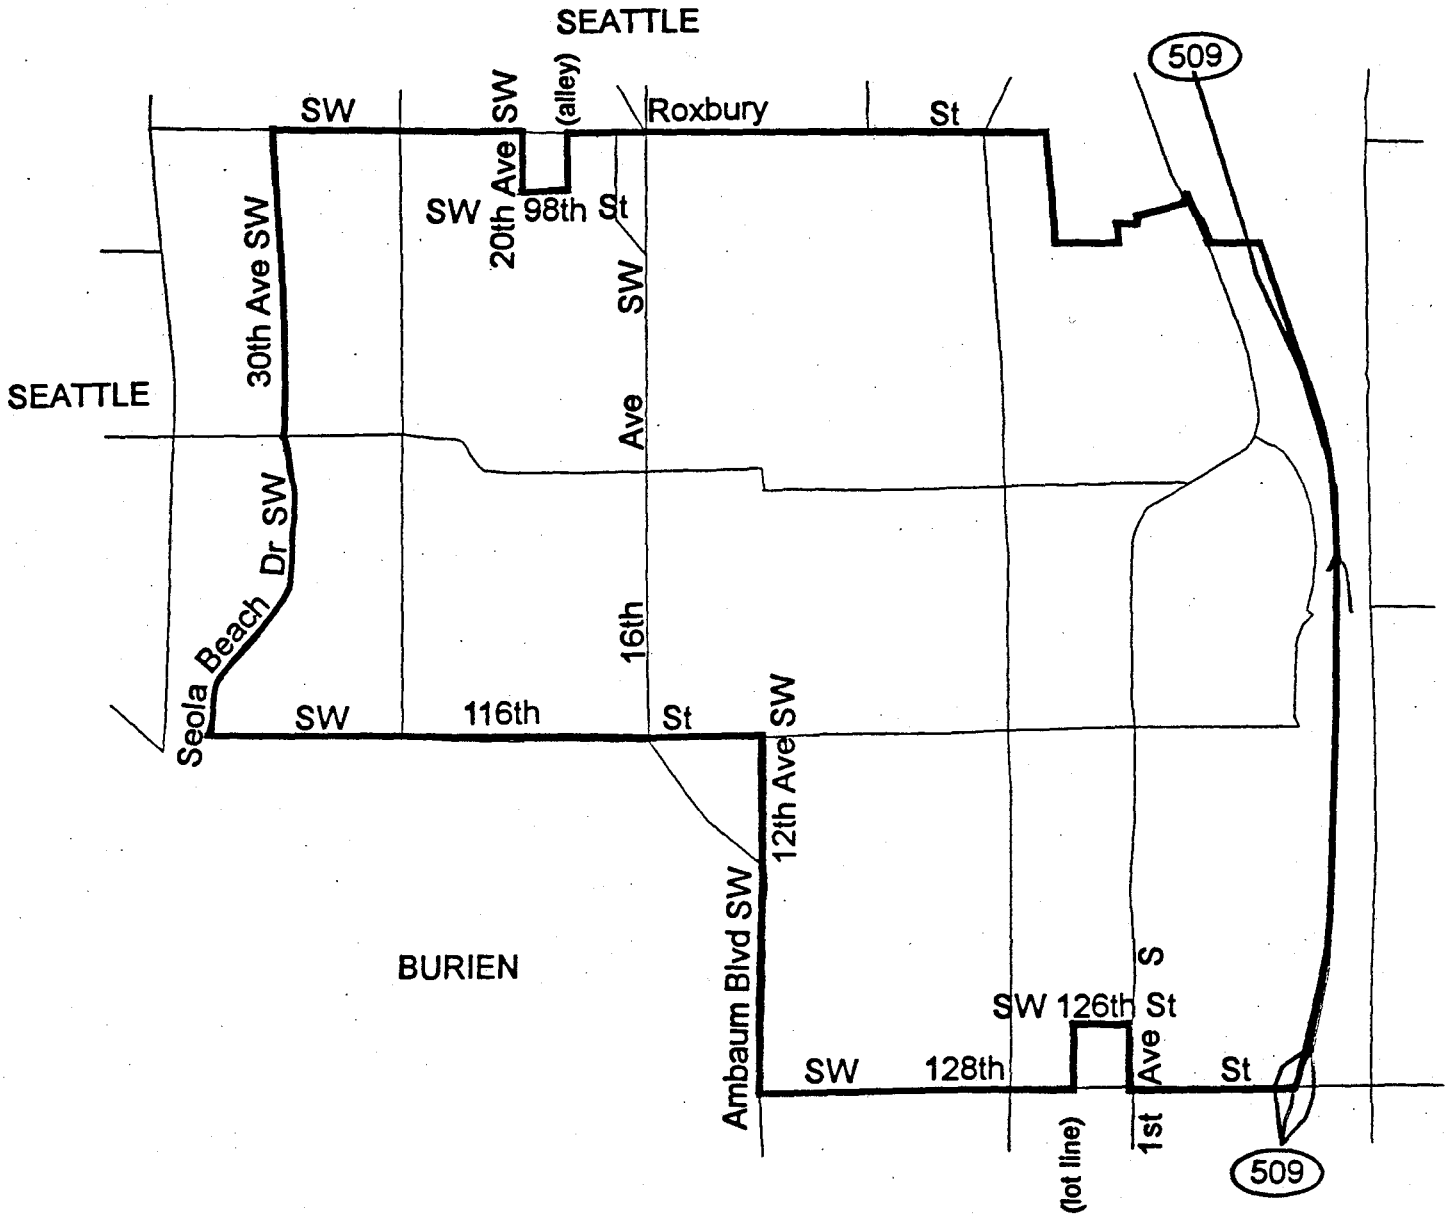 SEATTLE
509
SW Roxbury St
20th Ave SW
(alley)
SW 98th St
30th Ave SW
16th Ave SW
SEATTLE
Seola Beach Dr SW
SW 116th St
12th Ave SW
Ambaum Blvd SW
BURIEN
SW 126th St
1st Ave S
SW 128th St
(lot line)
509